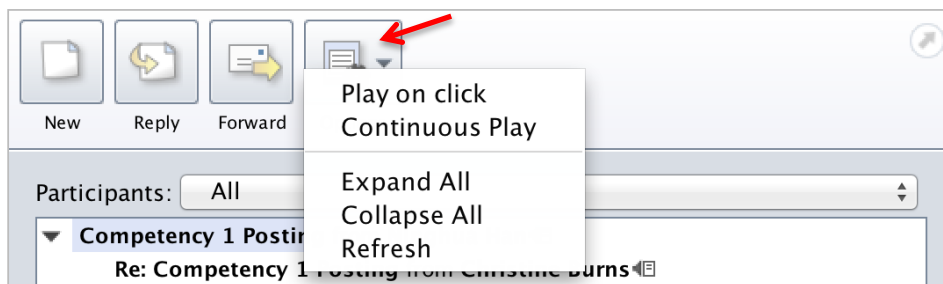 New Reply Forward
Play on click
Continuous Play
Expand All
Collapse All
Refresh
Participants: All
Competency 1 Posting
Re: Competency 1 Posting from Christine Burns